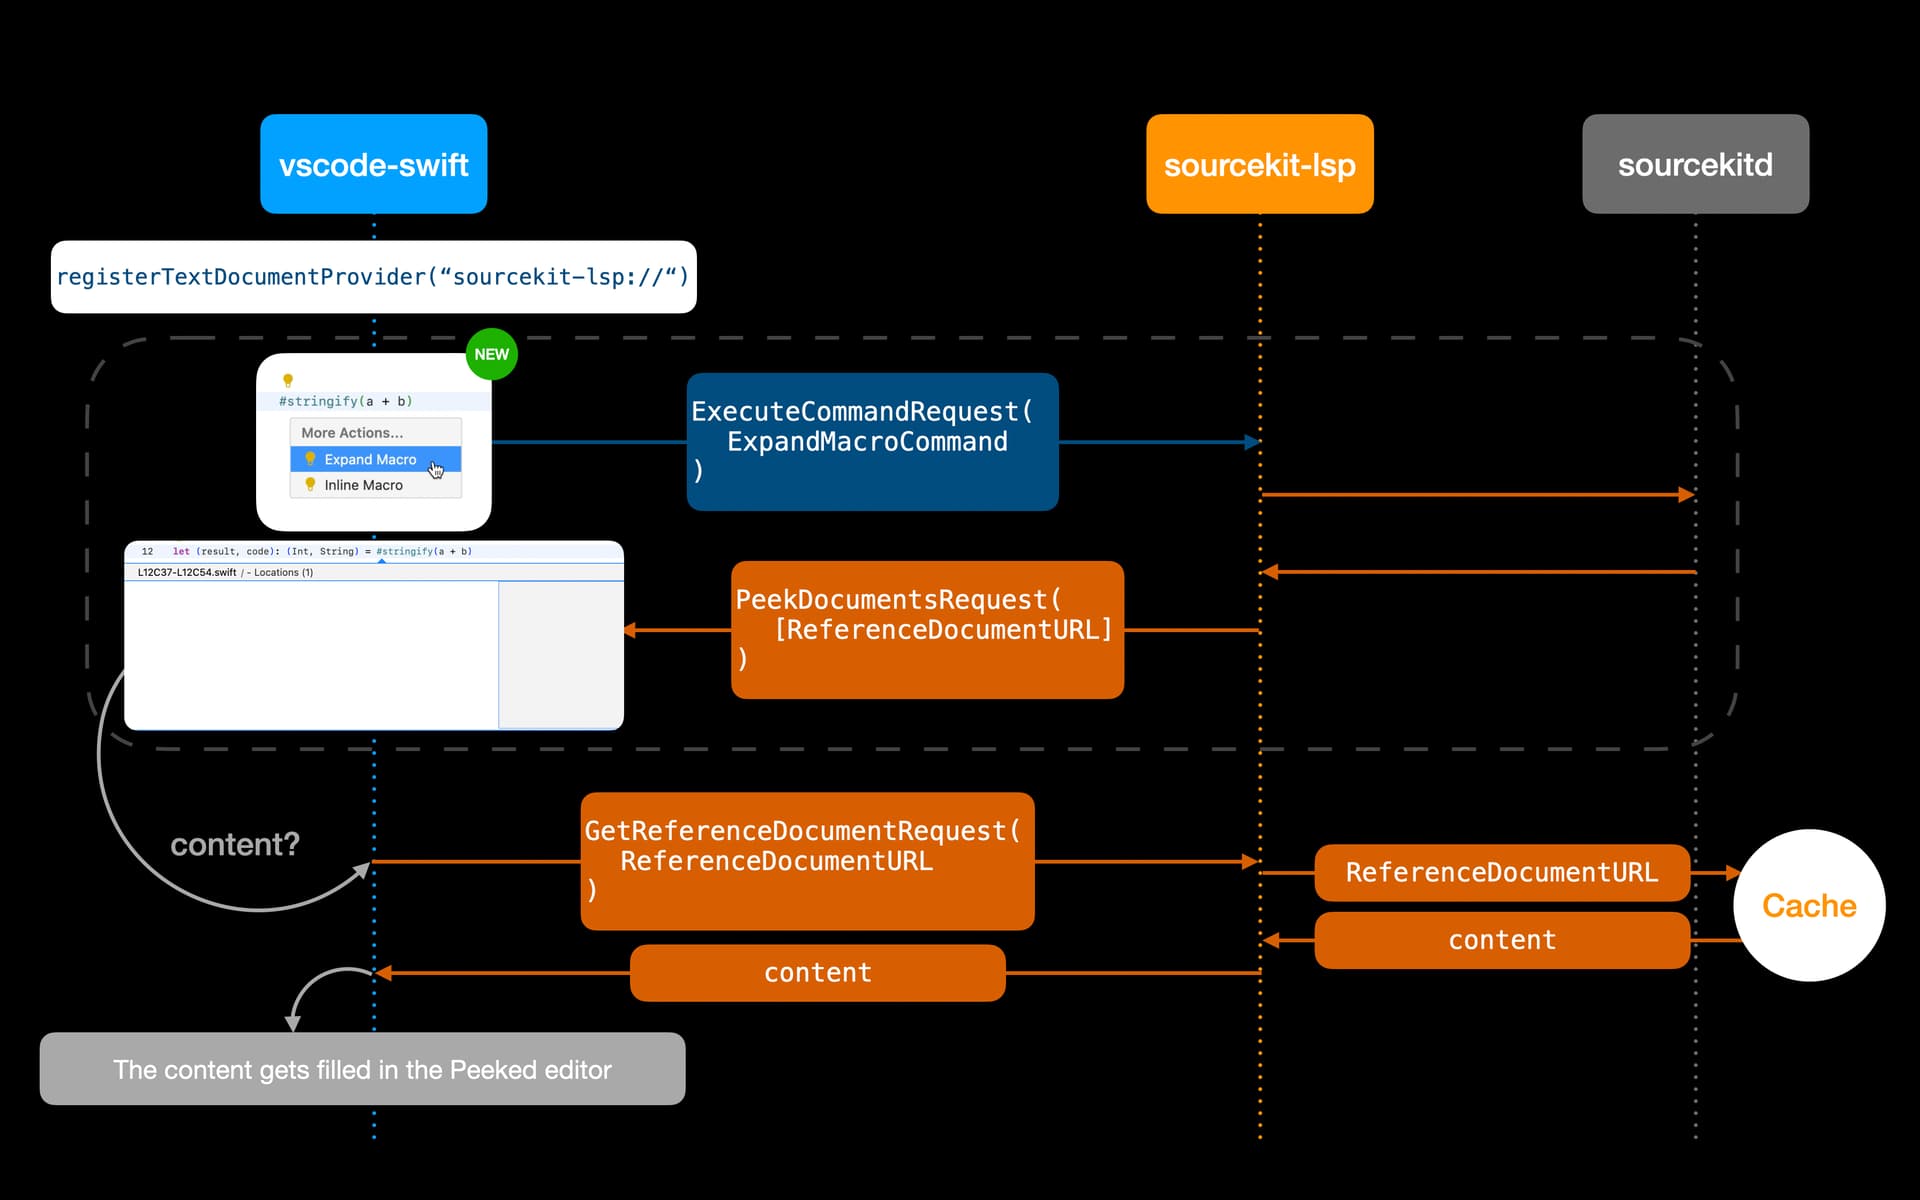 vscode-swift
sourcekit-lsp
sourcekitd
registerTextDocumentProvider(“sourcekit-lsp://“)
NEW
#stringify(a + b)
More Actions...
Expand Macro
Inline Macro
ExecuteCommandRequest(
ExpandMacroCommand
)
12 let (result, code): (Int, String) = #stringify(a + b)
L12C37-L12C54.swift / - Locations (1)
PeekDocumentsRequest(
[ReferenceDocumentURL]
)
content?
GetReferenceDocumentRequest(
ReferenceDocumentURL
)
ReferenceDocumentURL
Cache
content
content
The content gets filled in the Peeked editor